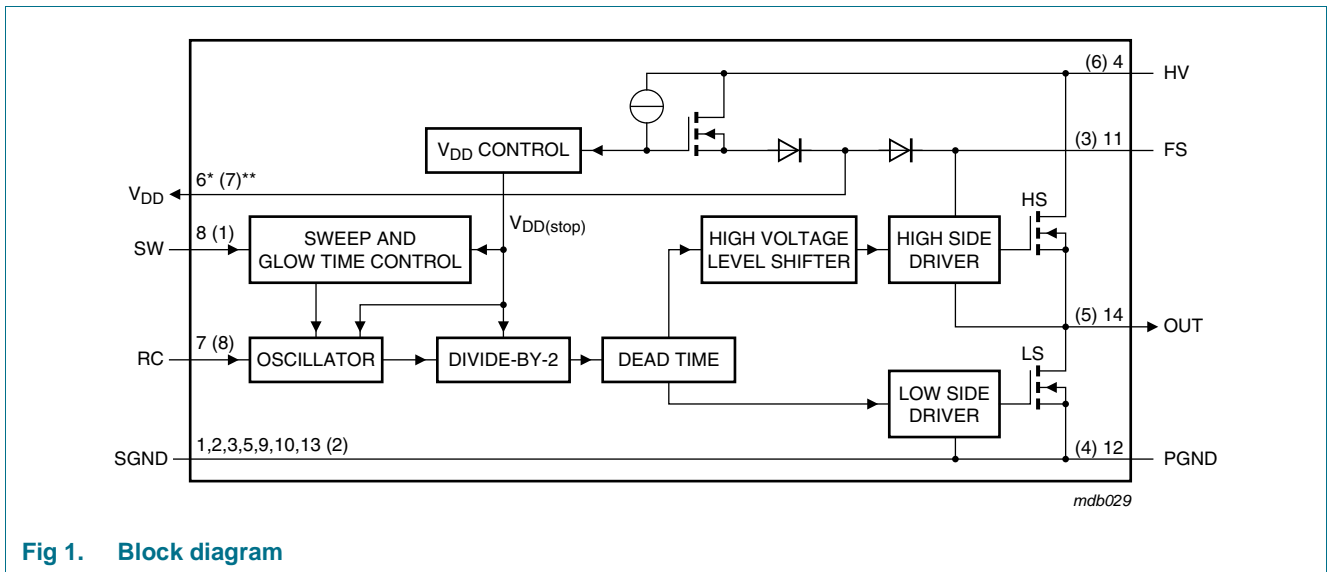 (6) 4
HV
V_DD CONTROL
(3) 11
FS
V_DD
6* (7)**
HS
V_DD(stop)
SW
8 (1)
SWEEP AND
GLOW TIME CONTROL
HIGH VOLTAGE
LEVEL SHIFTER
HIGH SIDE
DRIVER
(5) 14
OUT
RC
7 (8)
OSCILLATOR
DIVIDE-BY-2
DEAD TIME
LS
LOW SIDE
DRIVER
SGND
1,2,3,5,9,10,13 (2)
(4) 12
PGND
mdb029
Fig 1. Block diagram